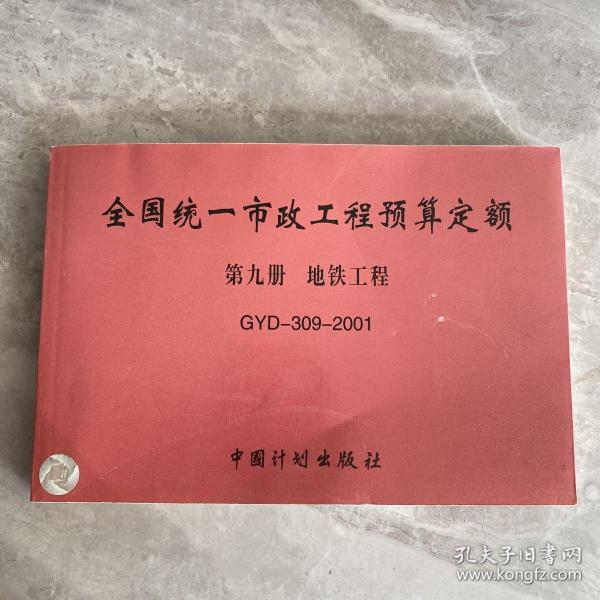 全国统一市政工程预算定额
第九册 地铁工程
GYD-309-2001
中國计划出版社
孔夫子旧书网
www.kongfz.com